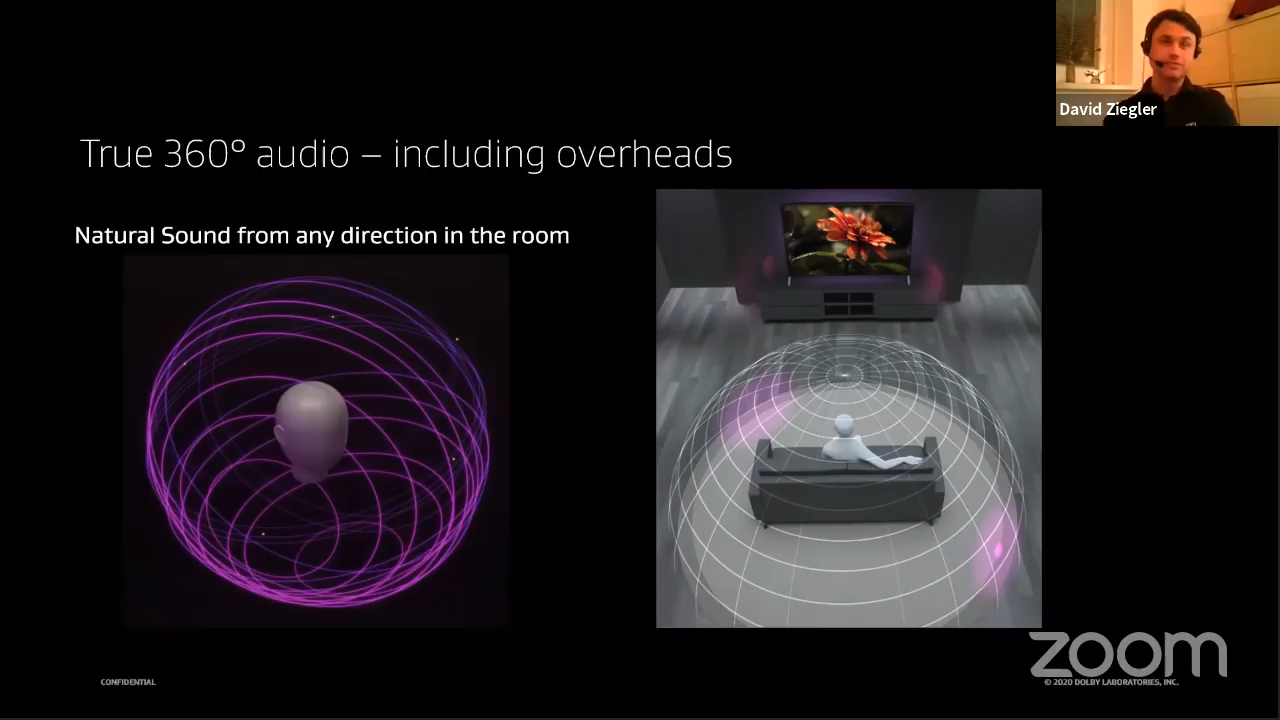 David Ziegler
True 360° audio – including overheads
Natural Sound from any direction in the room
zoom
CONFIDENTIAL
© 2020 DOLBY LABORATORIES, INC.